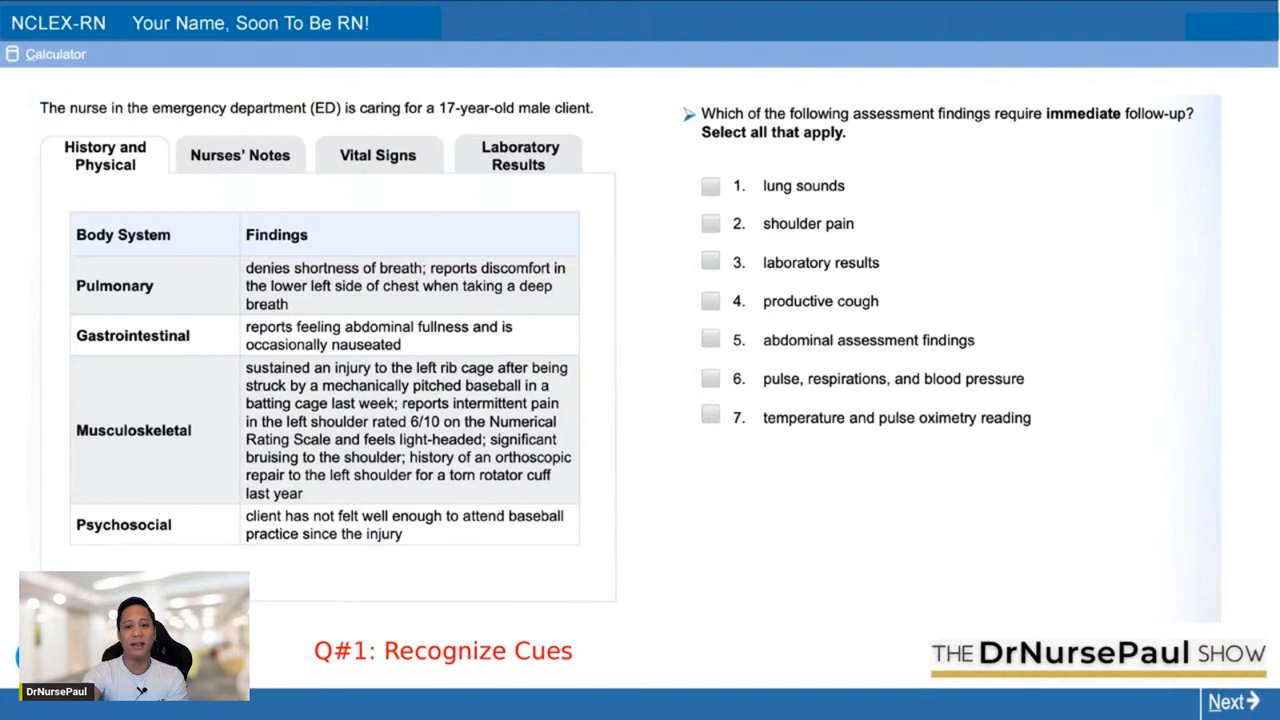 NCLEX-RN Your Name, Soon To Be RN!
Calculator
The nurse in the emergency department (ED) is caring for a 17-year-old male client.
History and
Physical
Nurses' Notes
Vital Signs
Laboratory
Results
Body System
Findings
Pulmonary
denies shortness of breath; reports discomfort in
the lower left side of chest when taking a deep
breath
Gastrointestinal
reports feeling abdominal fullness and is
occasionally nauseated
Musculoskeletal
sustained an injury to the left rib cage after being
struck by a mechanically pitched baseball in a
batting cage last week; reports intermittent pain
in the left shoulder rated 6/10 on the Numerical
Rating Scale and feels light-headed; significant
bruising to the shoulder; history of an orthoscopic
repair to the left shoulder for a torn rotator cuff
last year
Psychosocial
client has not felt well enough to attend baseball
practice since the injury
Which of the following assessment findings require immediate follow-up?
Select all that apply.
1. lung sounds
2. shoulder pain
3. laboratory results
4. productive cough
5. abdominal assessment findings
6. pulse, respirations, and blood pressure
7. temperature and pulse oximetry reading
Q#1: Recognize Cues
DrNursePaul
THE DrNursePaul SHOW
Next